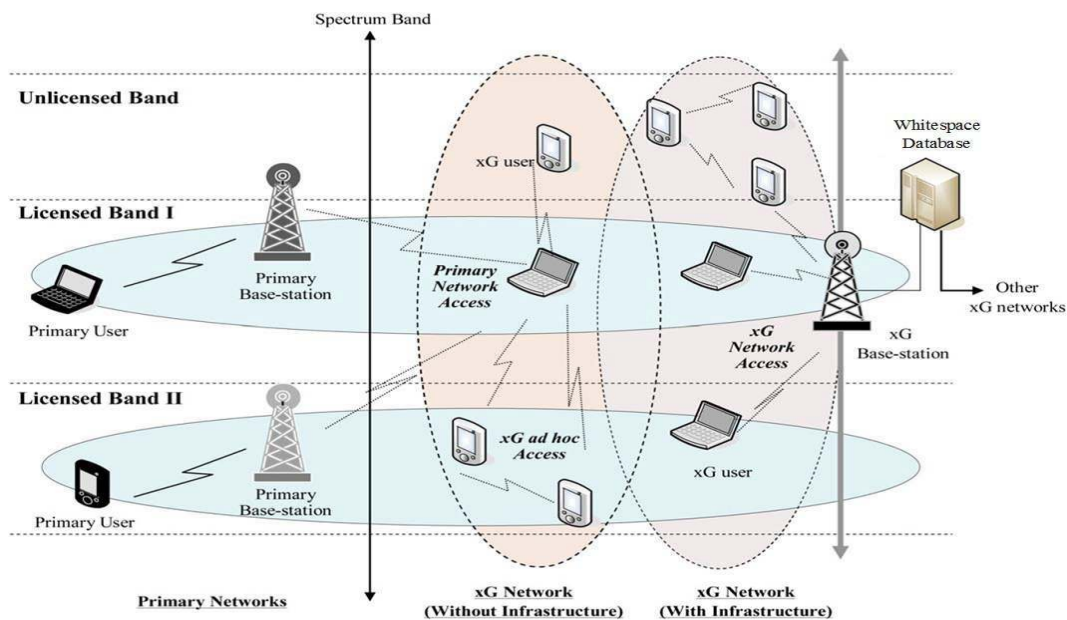 Spectrum Band
Unlicensed Band
Whitespace
Database
xG user
Licensed Band I
Primary
Base-station
Primary
Network
Access
Primary User
Other
xG networks
xG
Network
Access
xG
Base-station
Licensed Band II
xG ad hoc
Access
xG user
Primary
Base-station
Primary User
Primary Networks
xG Network
(Without Infrastructure)
xG Network
(With Infrastructure)